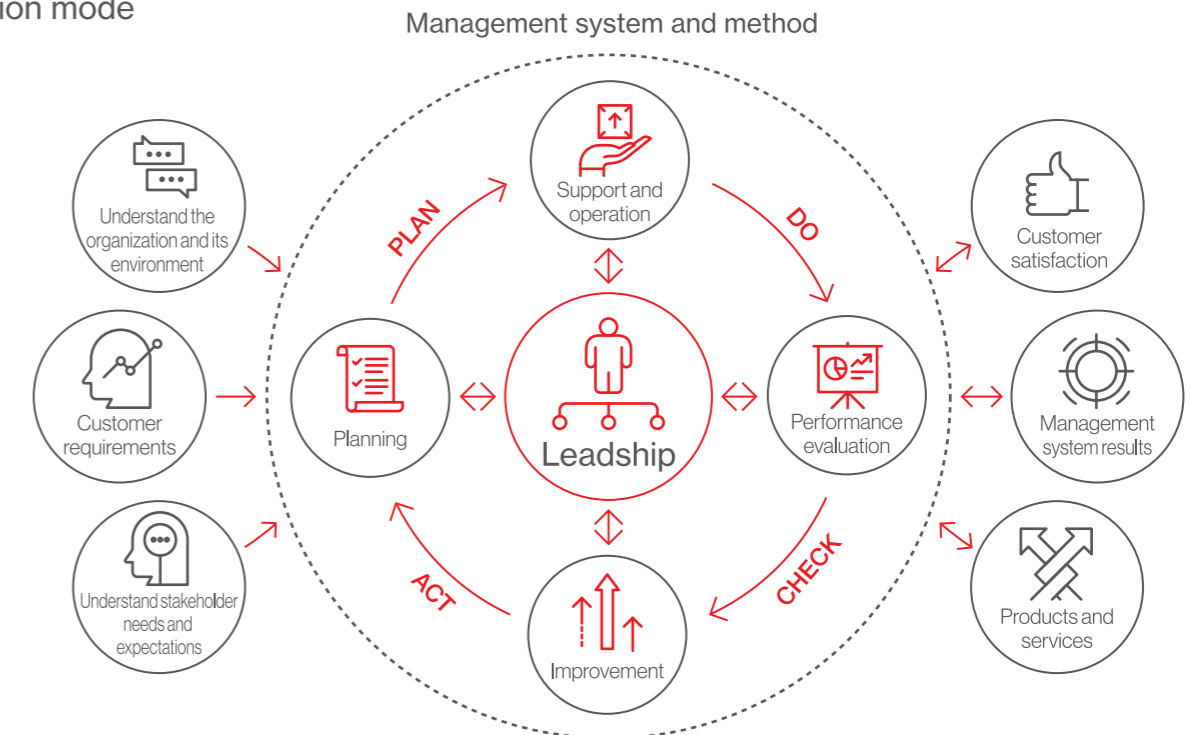 ion mode
Management system and method
Understand the
organization and its
environment
Customer
requirements
Understand stakeholder
needs and
expectations
PLAN
Support and
operation
DO
Planning
Leadship
Performance
evaluation
ACT
Improvement
CHECK
Customer
satisfaction
Management
system results
Products and
services